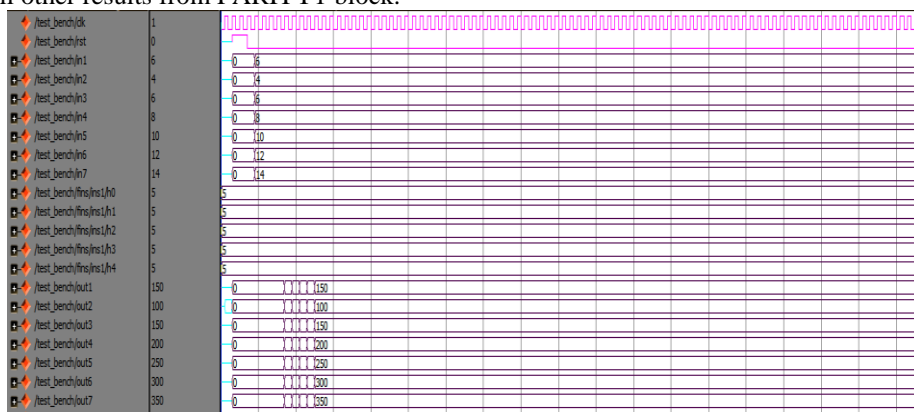 /test_bench/clk 1
/test_bench/rst 0
/test_bench/in1 6 0 6
/test_bench/in2 4 0 4
/test_bench/in3 6 0 6
/test_bench/in4 8 0 8
/test_bench/in5 10 0 10
/test_bench/in6 12 0 12
/test_bench/in7 14 0 14
/test_bench/fins/ins1/h0 5 5
/test_bench/fins/ins1/h1 5 5
/test_bench/fins/ins1/h2 5 5
/test_bench/fins/ins1/h3 5 5
/test_bench/fins/ins1/h4 5 5
/test_bench/out1 150 0 150
/test_bench/out2 100 0 100
/test_bench/out3 150 0 150
/test_bench/out4 200 0 200
/test_bench/out5 250 0 250
/test_bench/out6 300 0 300
/test_bench/out7 350 0 350